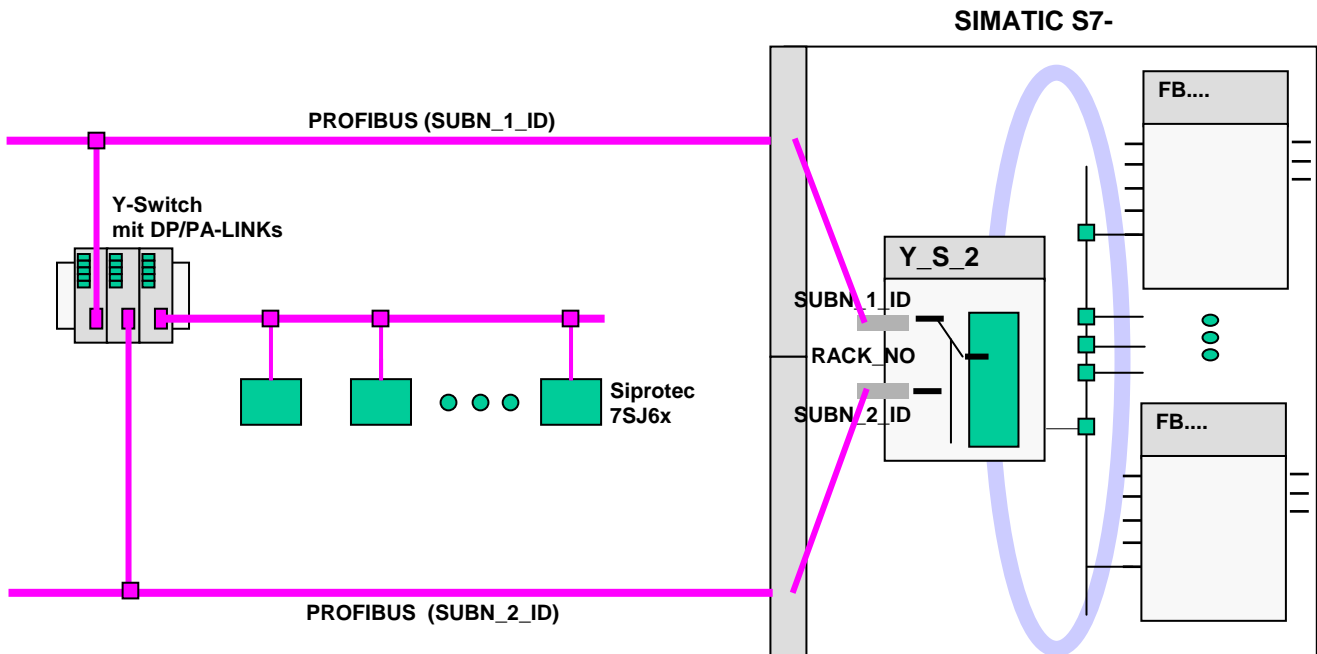 SIMATIC S7-
FB....
PROFIBUS (SUBN_1_ID)
Y-Switch
mit DP/PA-LINKs
Y_S_2
SUBN_1_ID
RACK_NO
SUBN_2_ID
Siprotec
7SJ6x
FB....
PROFIBUS  (SUBN_2_ID)